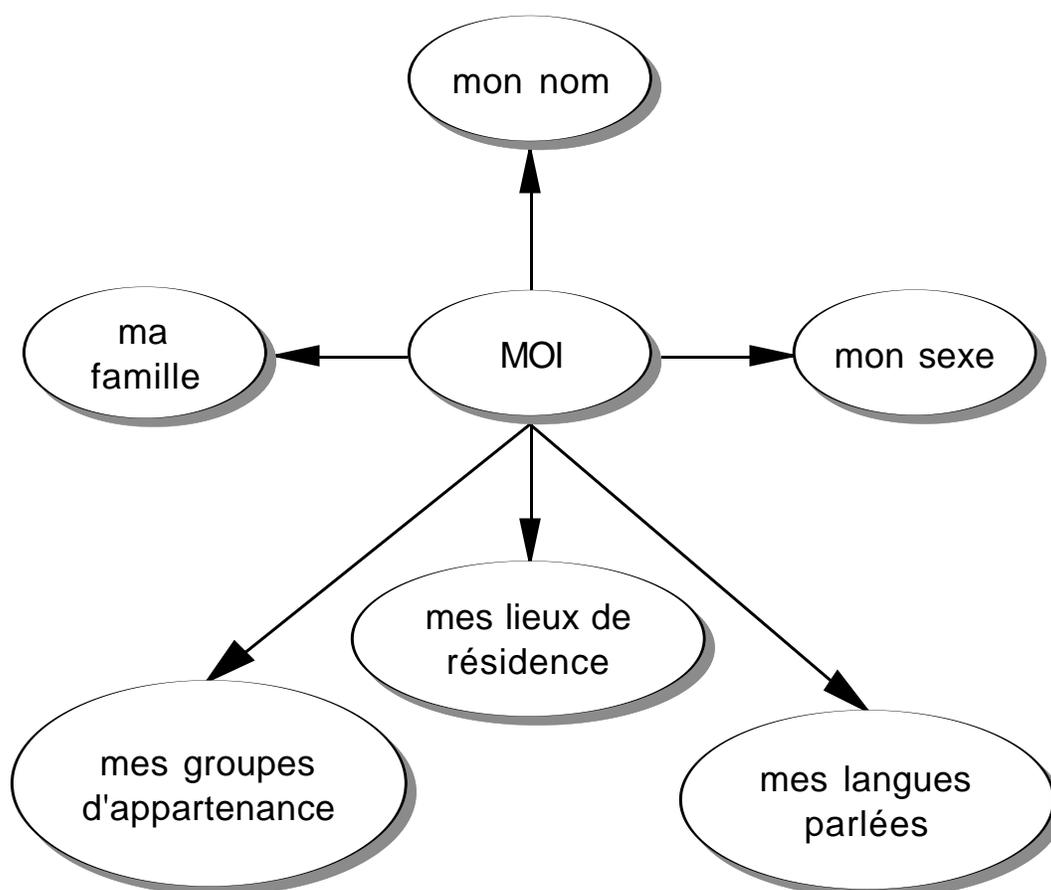 mon nom
ma
famille
MOI
mon sexe
mes lieux de
résidence
mes groupes
d'appartenance
mes langues
parlées